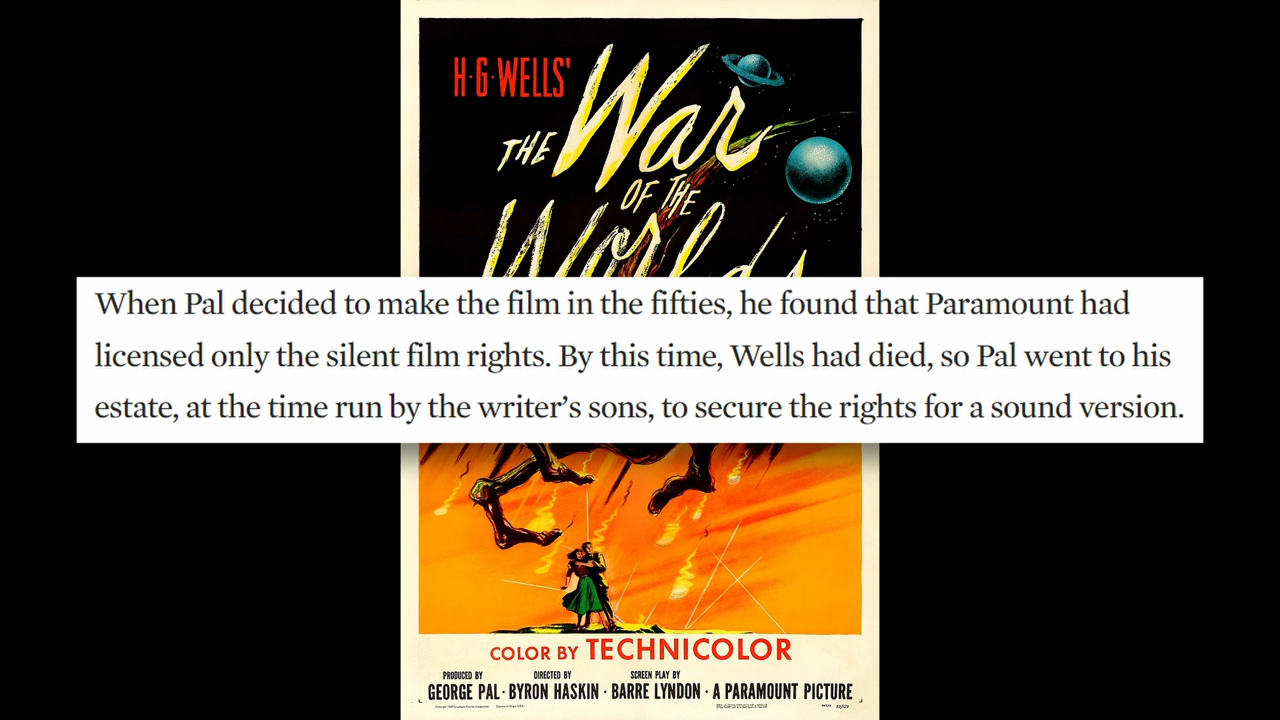 H·G·WELLS'
THE War
OF THE
Worlds
When Pal decided to make the film in the fifties, he found that Paramount had
licensed only the silent film rights. By this time, Wells had died, so Pal went to his
estate, at the time run by the writer’s sons, to secure the rights for a sound version.
COLOR BY TECHNICOLOR
PRODUCED BY DIRECTED BY SCREEN PLAY BY
GEORGE PAL · BYRON HASKIN · BARRE LYNDON · A PARAMOUNT PICTURE